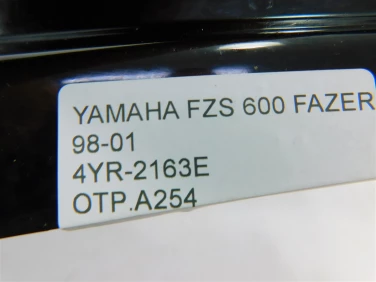 YAMAHA FZS 600 FAZER
98-01
4YR-2163E
OTP.A254